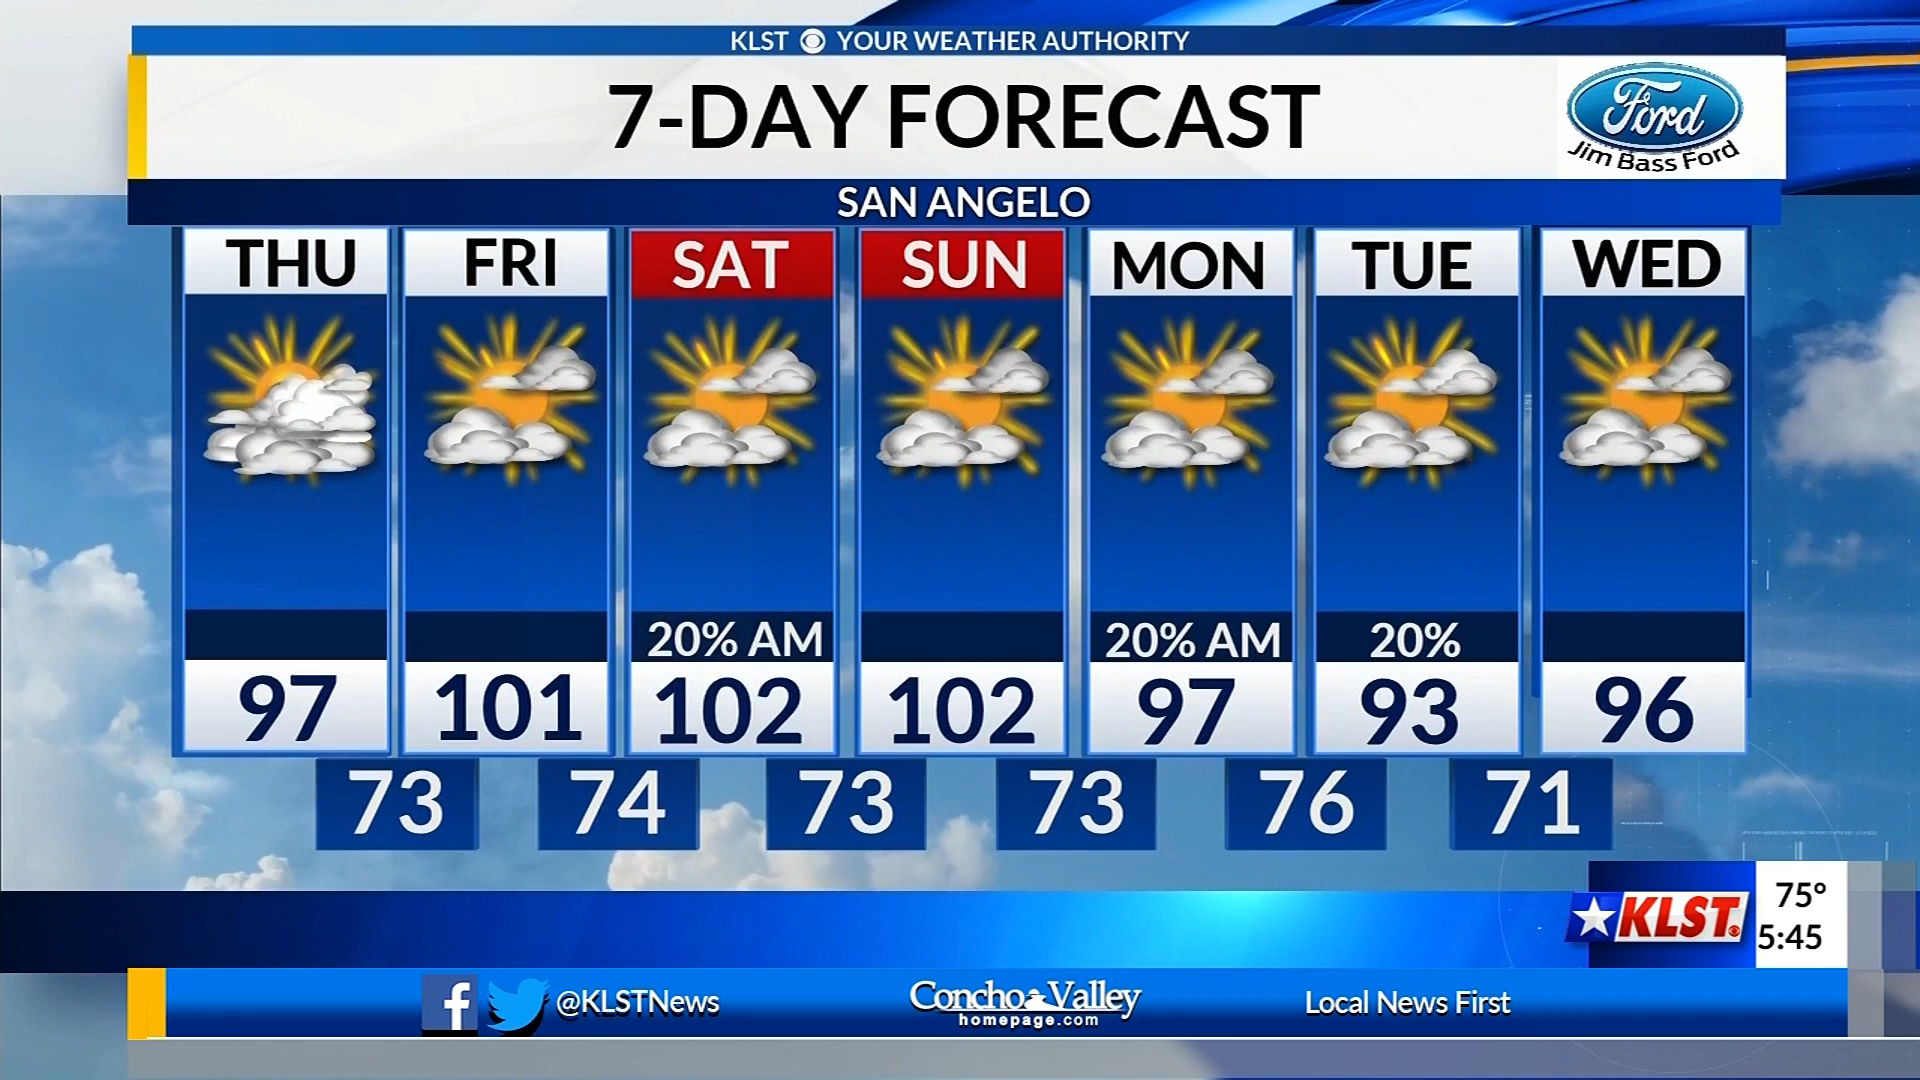 KLST YOUR WEATHER AUTHORITY
7-DAY FORECAST
Ford
Jim Bass Ford
SAN ANGELO
THU FRI SAT SUN MON TUE WED
20% AM 20% AM 20%
97 101 102 102 97 93 96
73 74 73 73 76 71
KLST
75°
5:45
f @KLSTNews
Concho Valley
homepage.com
Local News First